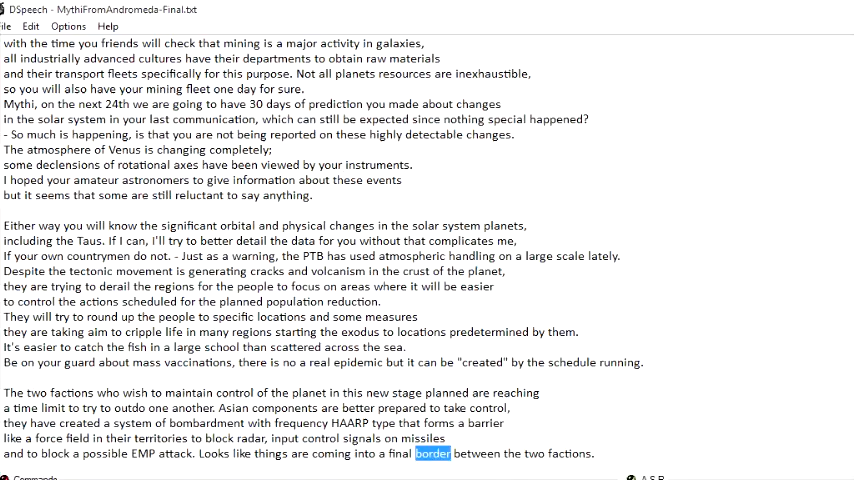 DSpeech - MythiFromAndromeda-Final.txt
File Edit Options Help
with the time you friends will check that mining is a major activity in galaxies,
all industrially advanced cultures have their departments to obtain raw materials
and their transport fleets specifically for this purpose. Not all planets resources are inexhaustible,
so you will also have your mining fleet one day for sure.
Mythi, on the next 24th we are going to have 30 days of prediction you made about changes
in the solar system in your last communication, which can still be expected since nothing special happened?
- So much is happening, is that you are not being reported on these highly detectable changes.
The atmosphere of Venus is changing completely;
some declensions of rotational axes have been viewed by your instruments.
I hoped your amateur astronomers to give information about these events
but it seems that some are still reluctant to say anything.
Either way you will know the significant orbital and physical changes in the solar system planets,
including the Taus. If I can, I'll try to better detail the data for you without that complicates me,
If your own countrymen do not. - Just as a warning, the PTB has used atmospheric handling on a large scale lately.
Despite the tectonic movement is generating cracks and volcanism in the crust of the planet,
they are trying to derail the regions for the people to focus on areas where it will be easier
to control the actions scheduled for the planned population reduction.
They will try to round up the people to specific locations and some measures
they are taking aim to cripple life in many regions starting the exodus to locations predetermined by them.
It's easier to catch the fish in a large school than scattered across the sea.
Be on your guard about mass vaccinations, there is no a real epidemic but it can be "created" by the schedule running.
The two factions who wish to maintain control of the planet in this new stage planned are reaching
a time limit to try to outdo one another. Asian components are better prepared to take control,
they have created a system of bombardment with frequency HAARP type that forms a barrier
like a force field in their territories to block radar, input control signals on missiles
and to block a possible EMP attack. Looks like things are coming into a final border between the two factions.